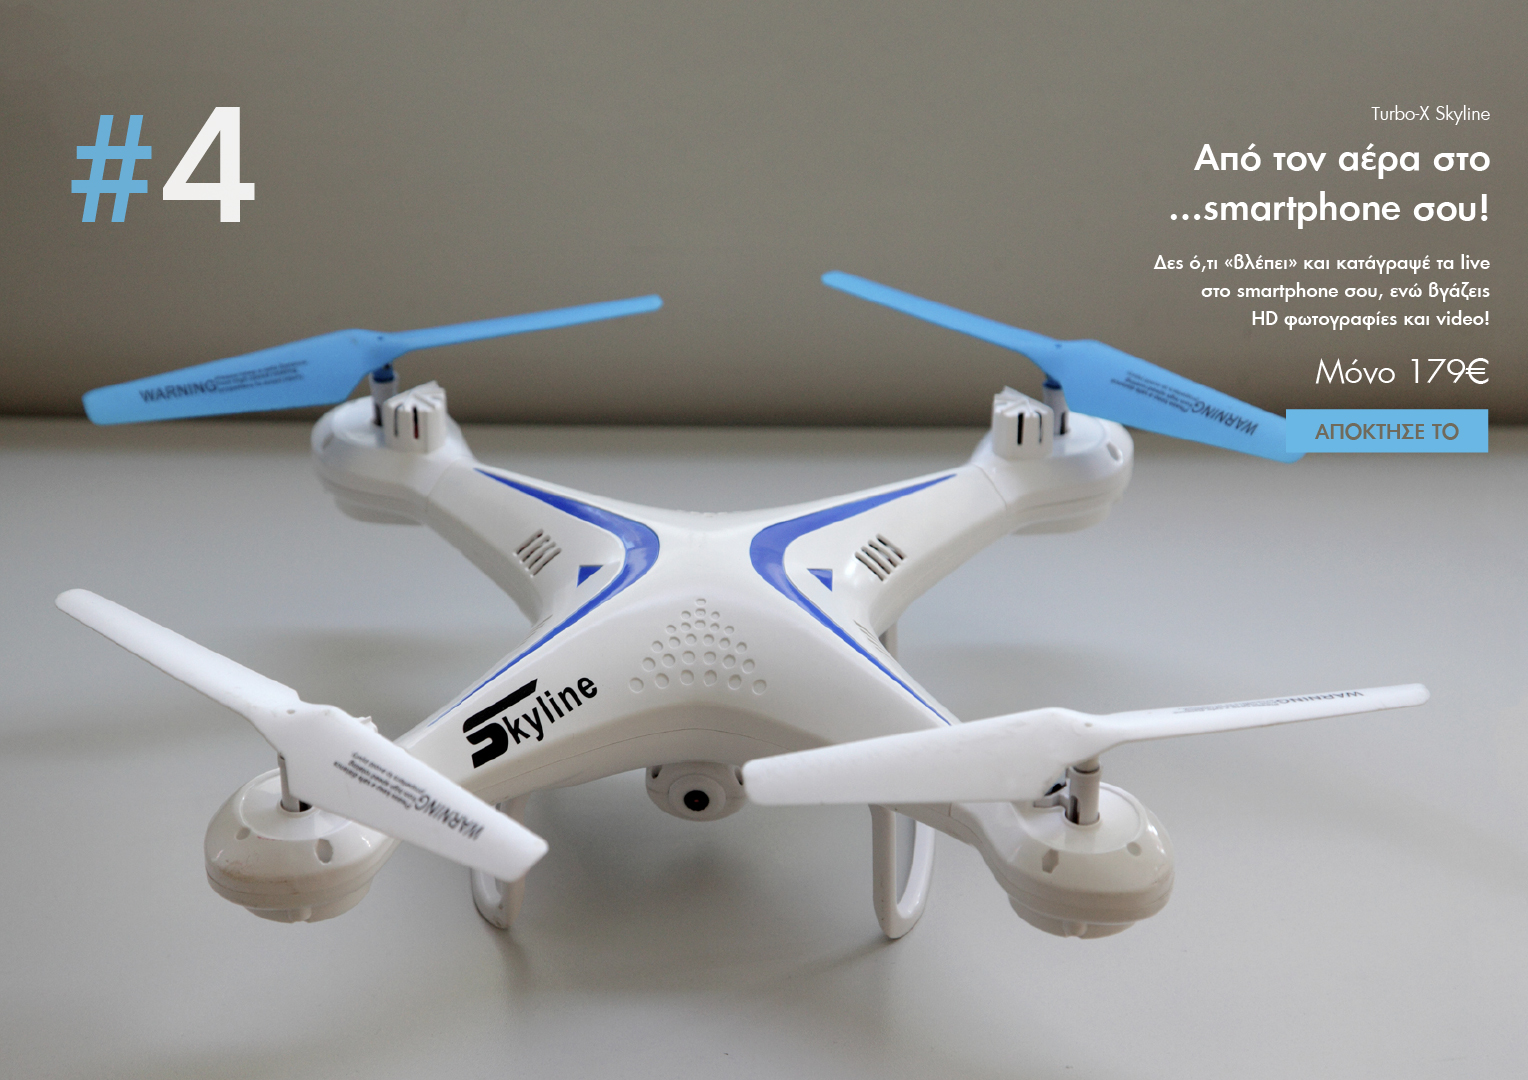 #4
Turbo-X Skyline
Από τον αέρα στο
...smartphone σου!
Δες ό,τι «βλέπει» και κατάγραψέ τα live
στο smartphone σου, ενώ βγάζεις
HD φωτογραφίες και video!
Μόνο 179€
ΑΠΟΚΤΗΣΕ ΤΟ
WARNING
WARNING
Skyline
WARNING
WARNING